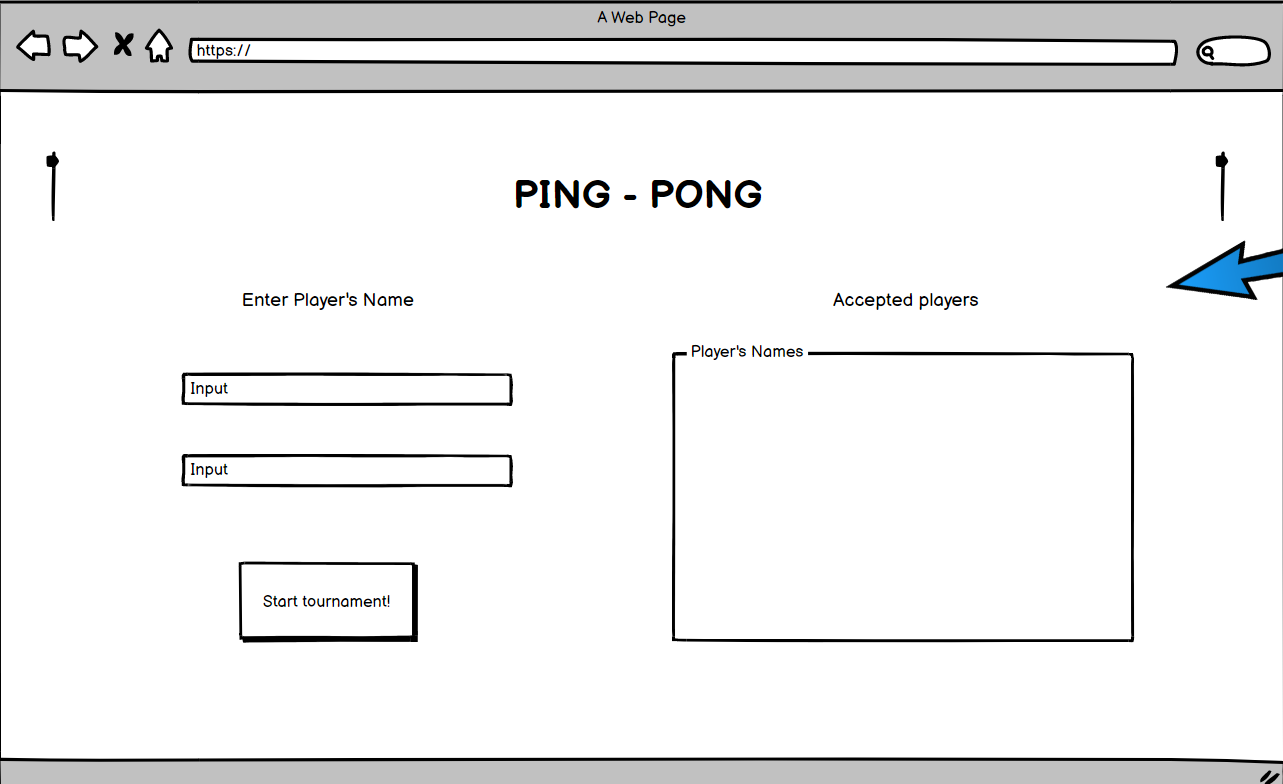 A Web Page
https://
PING - PONG
Enter Player's Name
Accepted players
Player's Names
Input
Input
Start tournament!